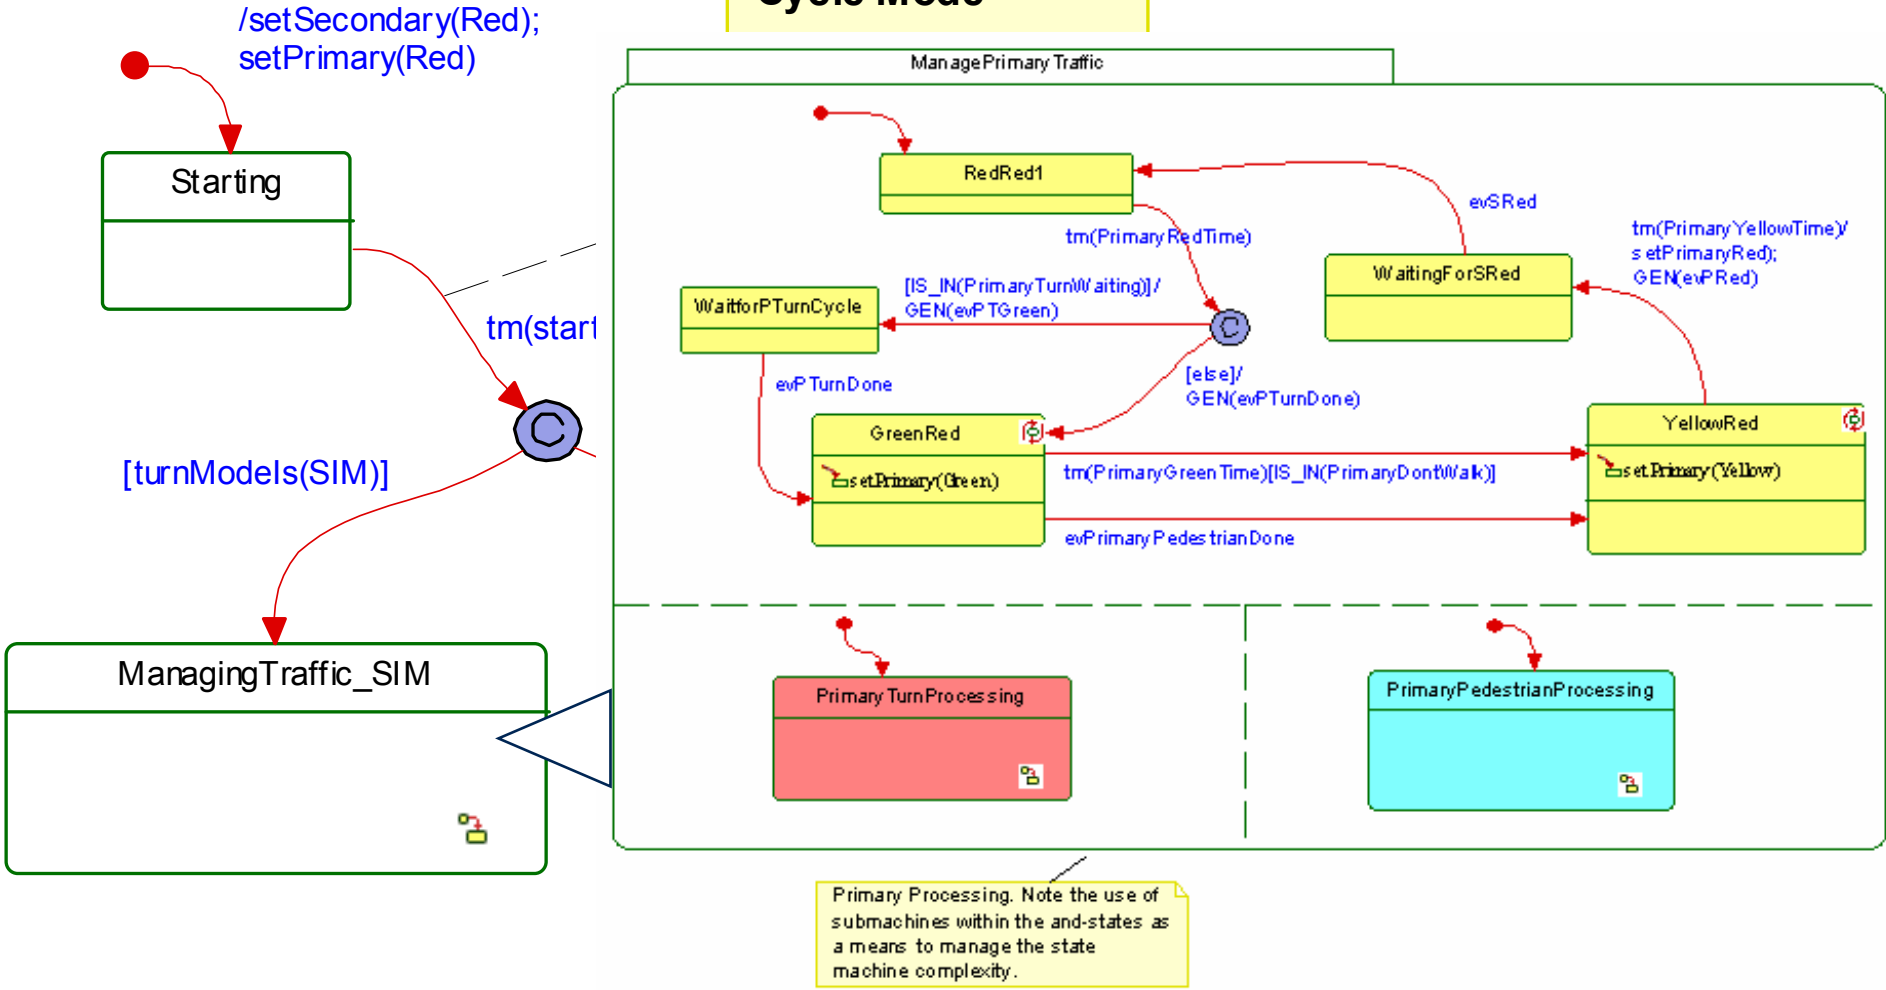 /setSecondary(Red);
setPrimary(Red)
Starting
tm(start
C
[turnModeIs(SIM)]
ManagingTraffic_SIM
Cycle Mode
ManagePrimaryTraffic
RedRed1
evSRed
tm(PrimaryRedTime)
tm(PrimaryYellowTime)/
setPrimaryRed);
GEN(evPRed)
WaitingForSRed
[IS_IN(PrimaryTurnWaiting)]/
GEN(evPTGreen)
WaitforPTurnCycle
C
evPTurnDone
[else]/
GEN(evPTurnDone)
GreenRed
setPrimary(Green)
YellowRed
setPrimary(Yellow)
tm(PrimaryGreenTime)[IS_IN(PrimaryDontWalk)]
evPrimaryPedestrianDone
PrimaryTurnProcessing
PrimaryPedestrianProcessing
Primary Processing. Note the use of
submachines within the and-states as
a means to manage the state
machine complexity.